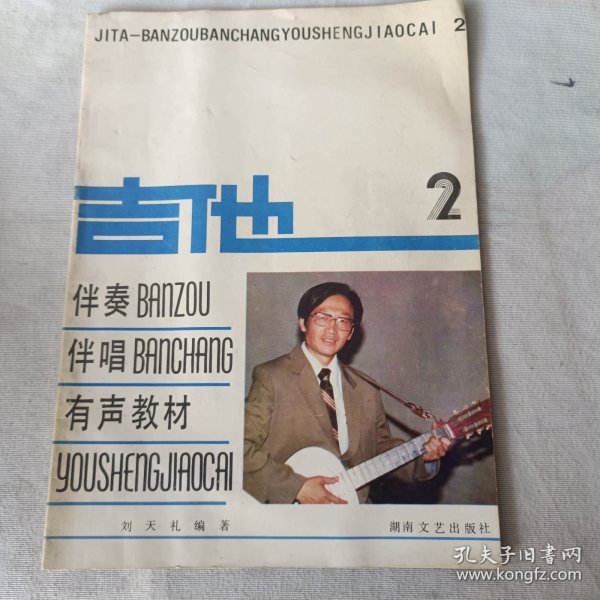 JITA-BANZOUBANCHANGYOUSHENGJIAOCAI 2
吉他 2
伴奏 BANZOU
伴唱 BANCHANG
有声教材
YOUSHENGJIAOCAI
刘天礼编著
湖南文艺出版社
孔夫子旧书网
www.kongfz.com